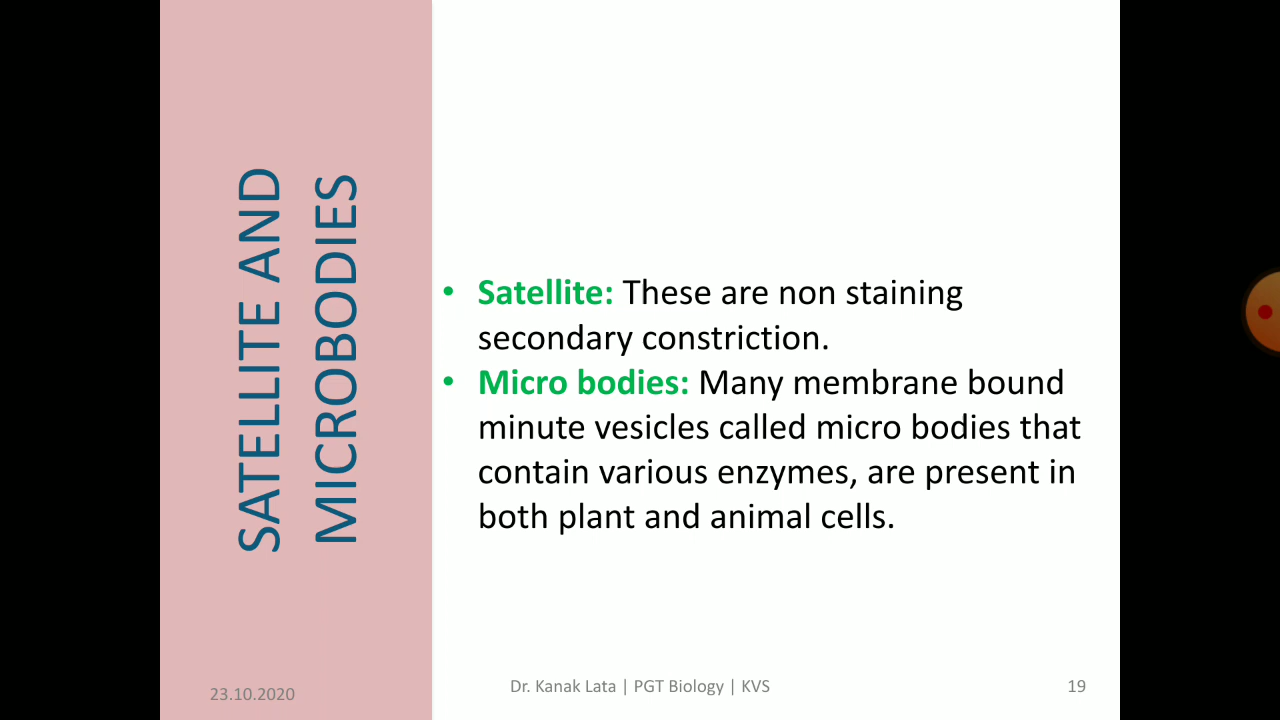 SATELLITE AND
MICROBODIES
• Satellite: These are non staining
secondary constriction.
• Micro bodies: Many membrane bound
minute vesicles called micro bodies that
contain various enzymes, are present in
both plant and animal cells.
23.10.2020
Dr. Kanak Lata | PGT Biology | KVS
19